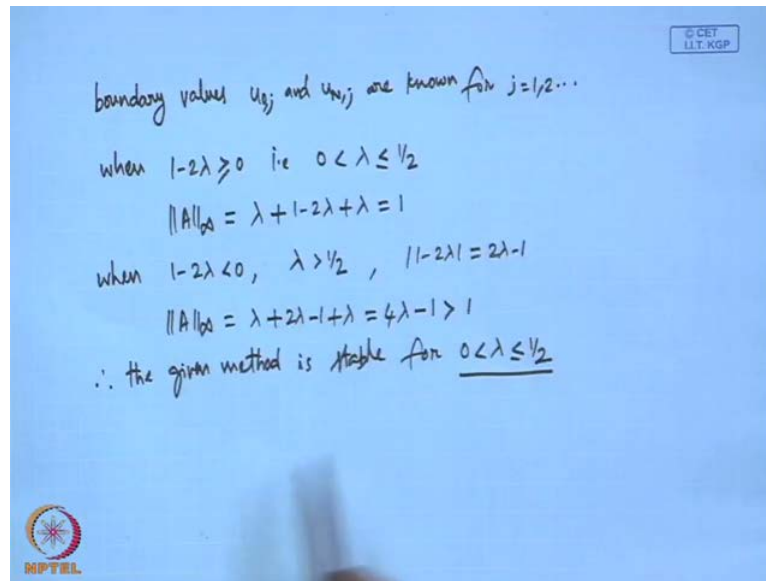 © CET
I.I.T. KGP
boundary values u₀,j and u_N,j are known for j=1,2...
when 1-2λ ≥ 0 i.e 0 < λ ≤ 1/2
||A||∞ = λ + 1-2λ + λ = 1
when 1-2λ < 0, λ > 1/2, |1-2λ| = 2λ-1
||A||∞ = λ + 2λ - 1 + λ = 4λ - 1 > 1
∴ the given method is stable for 0 < λ ≤ 1/2
NPTEL